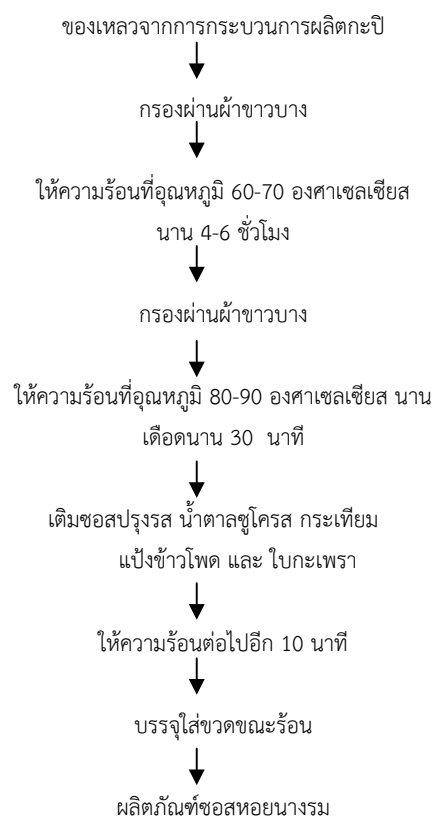 ของเหลวจากการกระบวนการผลิตกะปิ
กรองผ่านผ้าขาวบาง
ให้ความร้อนที่อุณหภูมิ 60-70 องศาเซลเซียส
นาน 4-6 ชั่วโมง
กรองผ่านผ้าขาวบาง
ให้ความร้อนที่อุณหภูมิ 80-90 องศาเซลเซียส นาน
เดือดนาน 30 นาที
เติมซอสปรุงรส น้ำตาลซูโครส กระเทียม
แป้งข้าวโพด และ ใบกะเพรา
ให้ความร้อนต่อไปอีก 10 นาที
บรรจุใส่ขวดขณะร้อน
ผลิตภัณฑ์ซอสหอยนางรม